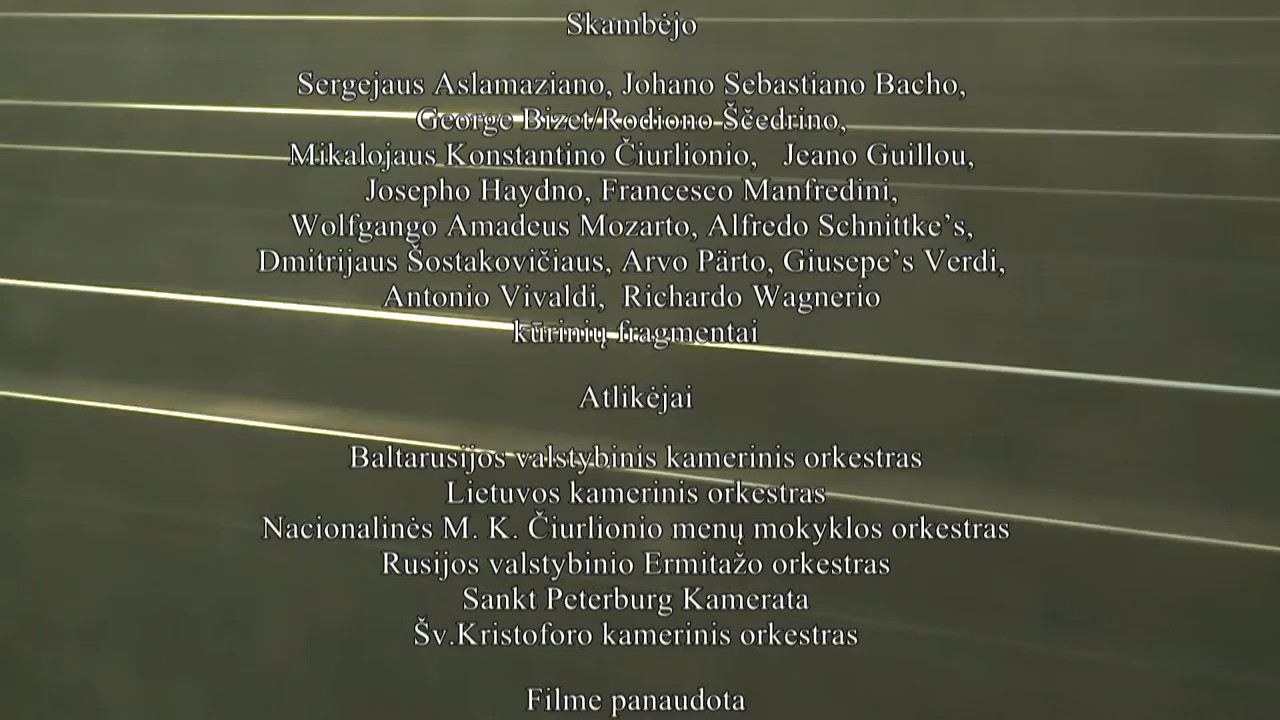 Skambėjo
Sergejaus Aslamaziano, Johano Sebastiano Bacho,
George Bizet/Rodiono Ščedrino,
Mikalojaus Konstantino Čiurlionio, Jeano Guillou,
Josepho Haydno, Francesco Manfredini,
Wolfgango Amadeus Mozarto, Alfredo Schnittke’s,
Dmitrijaus Šostakovičiaus, Arvo Pärto, Giusepe’s Verdi,
Antonio Vivaldi, Richardo Wagnerio
kūrinių fragmentai
Atlikėjai
Baltarusijos valstybinis kamerinis orkestras
Lietuvos kamerinis orkestras
Nacionalinės M. K. Čiurlionio menų mokyklos orkestras
Rusijos valstybinio Ermitažo orkestras
Sankt Peterburg Kamerata
Šv.Kristoforo kamerinis orkestras
Filme panaudota